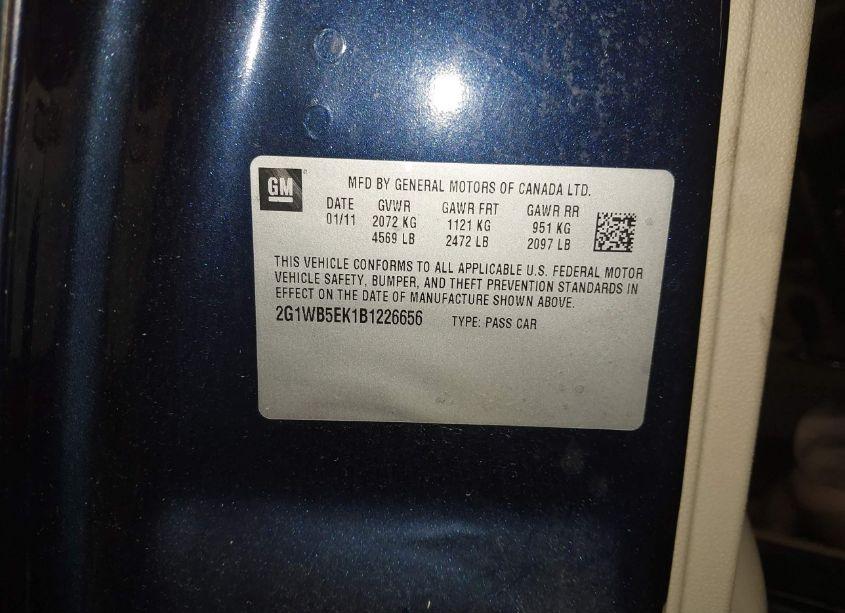 GM
MFD BY GENERAL MOTORS OF CANADA LTD.
DATE GVWR GAWR FRT GAWR RR
01/11 2072 KG 1121 KG 951 KG
4569 LB 2472 LB 2097 LB
THIS VEHICLE CONFORMS TO ALL APPLICABLE U.S. FEDERAL MOTOR
VEHICLE SAFETY, BUMPER, AND THEFT PREVENTION STANDARDS IN
EFFECT ON THE DATE OF MANUFACTURE SHOWN ABOVE.
2G1WB5EK1B1226656 TYPE: PASS CAR